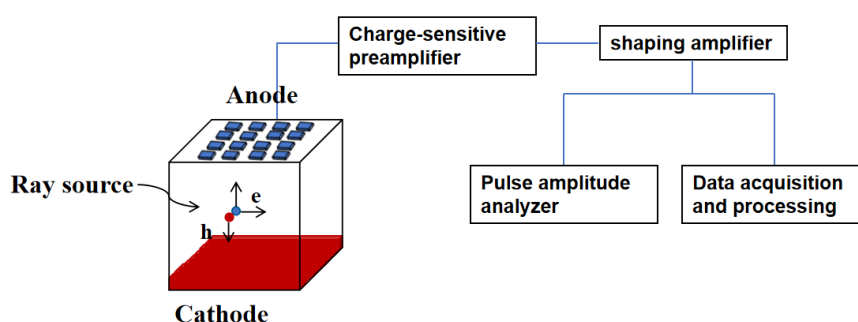 Charge-sensitive
preamplifier
shaping amplifier
Anode
Ray source
e
h
Pulse amplitude
analyzer
Data acquisition
and processing
Cathode